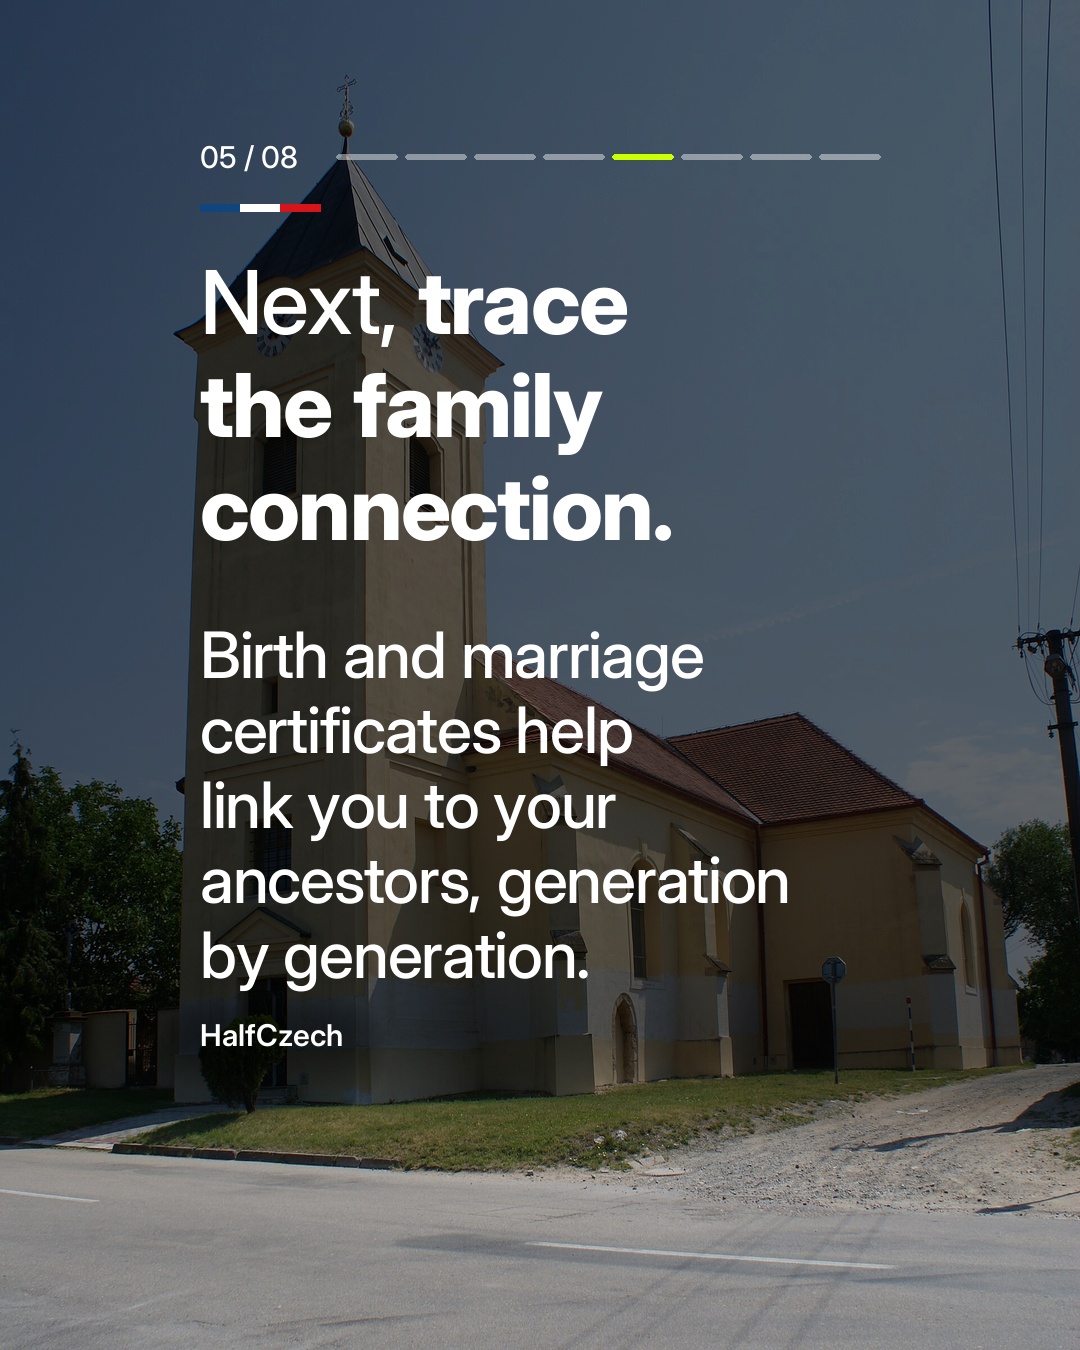 05 / 08
Next, trace
the family
connection.
Birth and marriage
certificates help
link you to your
ancestors, generation
by generation.
HalfCzech